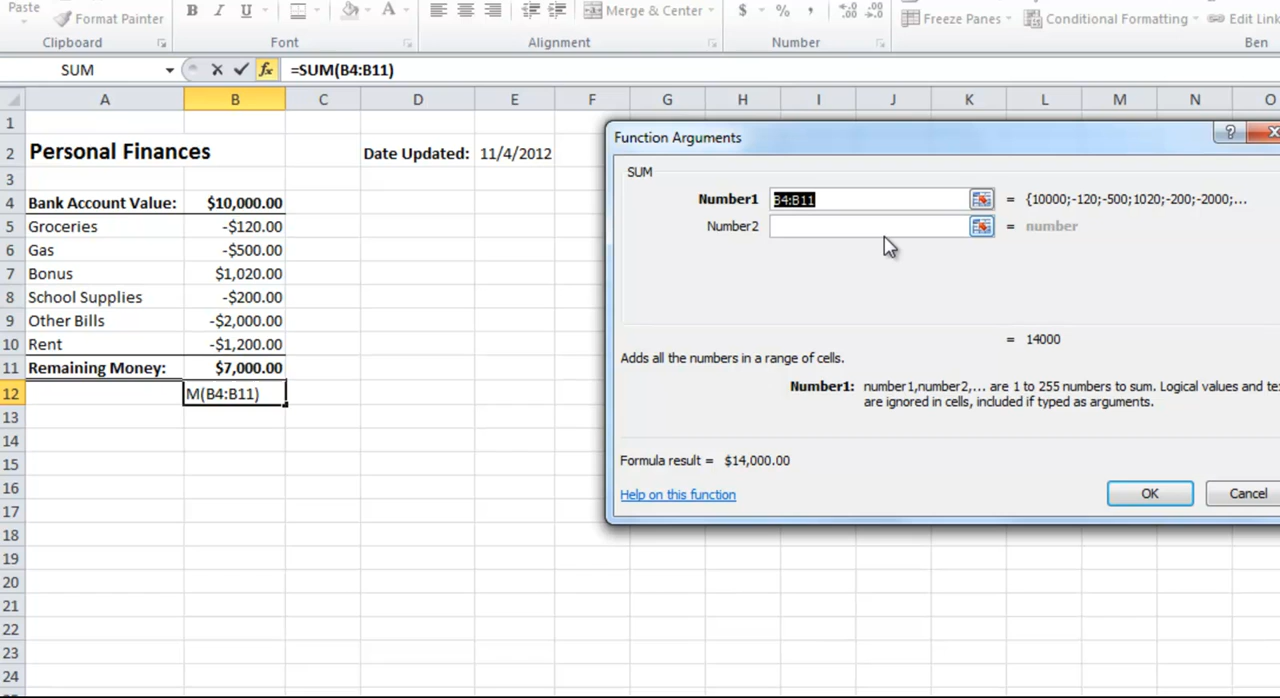 Paste
Format Painter
B I U A
Merge & Center
$ % , .00 .0 .00
Freeze Panes
Conditional Formatting
Edit Link
Clipboard Font Alignment Number Ben
SUM fx =SUM(B4:B11)
A B C D E F G H I J K L M N O
1
2 Personal Finances Date Updated: 11/4/2012
3
4 Bank Account Value: $10,000.00
5 Groceries -$120.00
6 Gas -$500.00
7 Bonus $1,020.00
8 School Supplies -$200.00
9 Other Bills -$2,000.00
10 Rent -$1,200.00
11 Remaining Money: $7,000.00
12 M(B4:B11)
13
14
15
16
17
18
19
20
21
22
23
24
Function Arguments ? X
SUM
Number1 B4:B11 = {10000;-120;-500;1020;-200;-2000;...
Number2 = number
= 14000
Adds all the numbers in a range of cells.
Number1: number1,number2,... are 1 to 255 numbers to sum. Logical values and te
are ignored in cells, included if typed as arguments.
Formula result = $14,000.00
Help on this function
OK Cancel